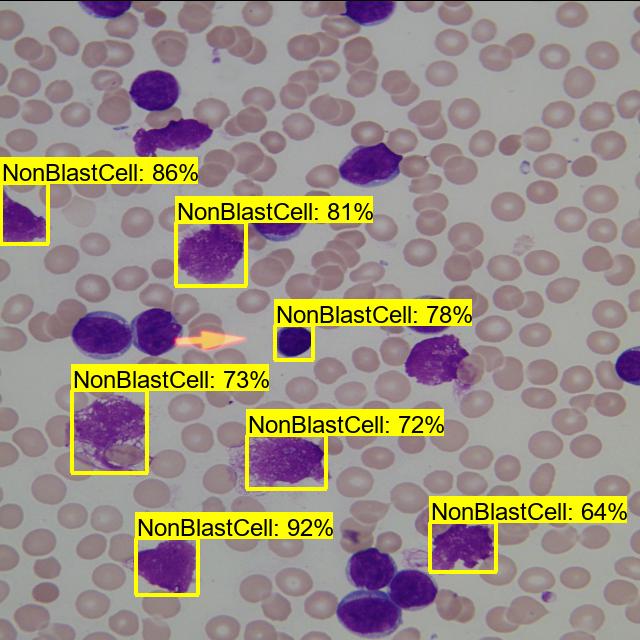 NonBlastCell: 86%
NonBlastCell: 81%
NonBlastCell: 78%
NonBlastCell: 73%
NonBlastCell: 72%
NonBlastCell: 64%
NonBlastCell: 92%